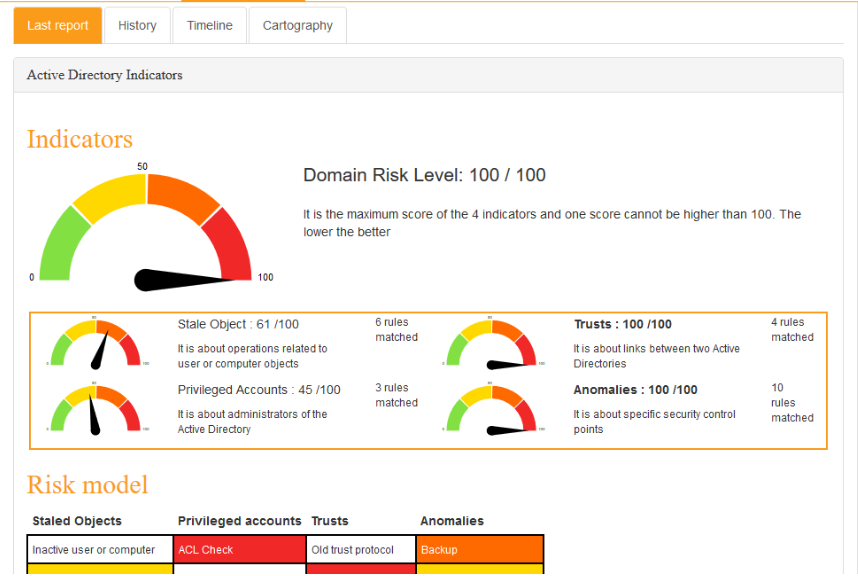 Last report
History
Timeline
Cartography
Active Directory Indicators
Indicators
50
0
100
Domain Risk Level: 100 / 100
It is the maximum score of the 4 indicators and one score cannot be higher than 100. The
lower the better
Stale Object : 61 /100
It is about operations related to
user or computer objects
6 rules
matched
Trusts : 100 /100
It is about links between two Active
Directories
4 rules
matched
Privileged Accounts : 45 /100
It is about administrators of the
Active Directory
3 rules
matched
Anomalies : 100 /100
It is about specific security control
points
10
rules
matched
Risk model
Staled Objects
Privileged accounts
Trusts
Anomalies
Inactive user or computer
ACL Check
Old trust protocol
Backup